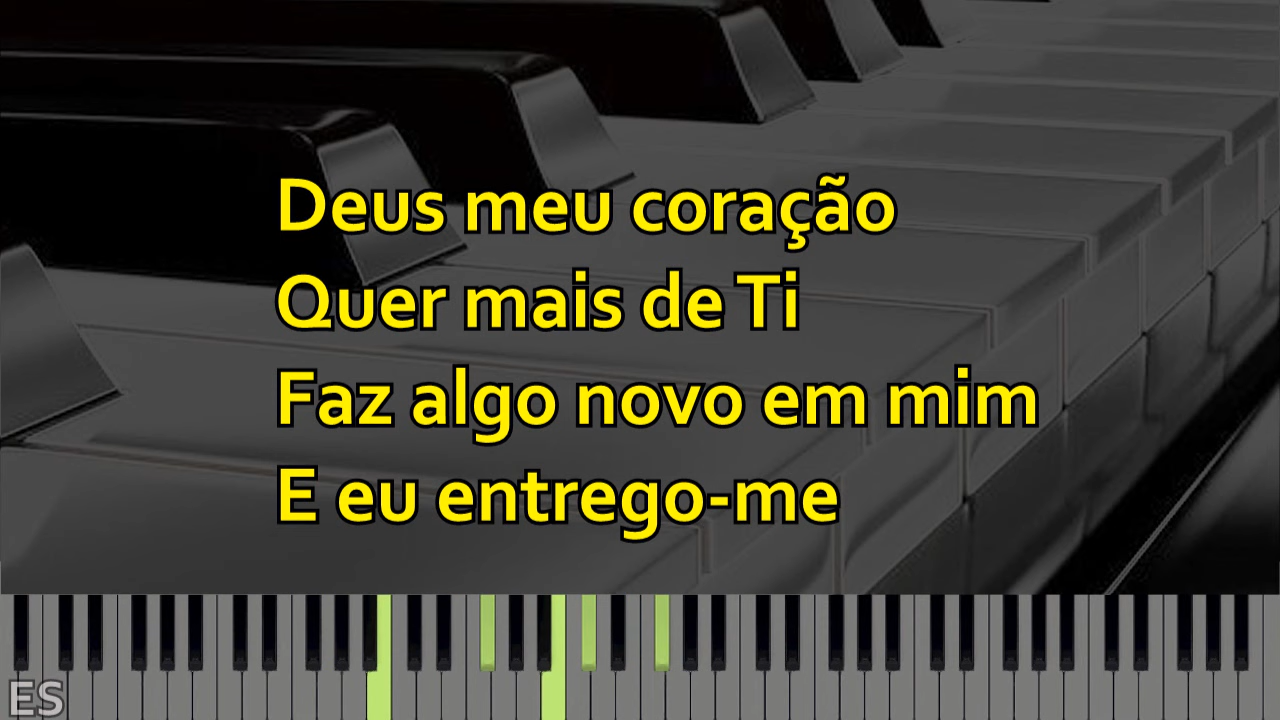 Deus meu coração
Quer mais de Ti
Faz algo novo em mim
E eu entrego-me
ES